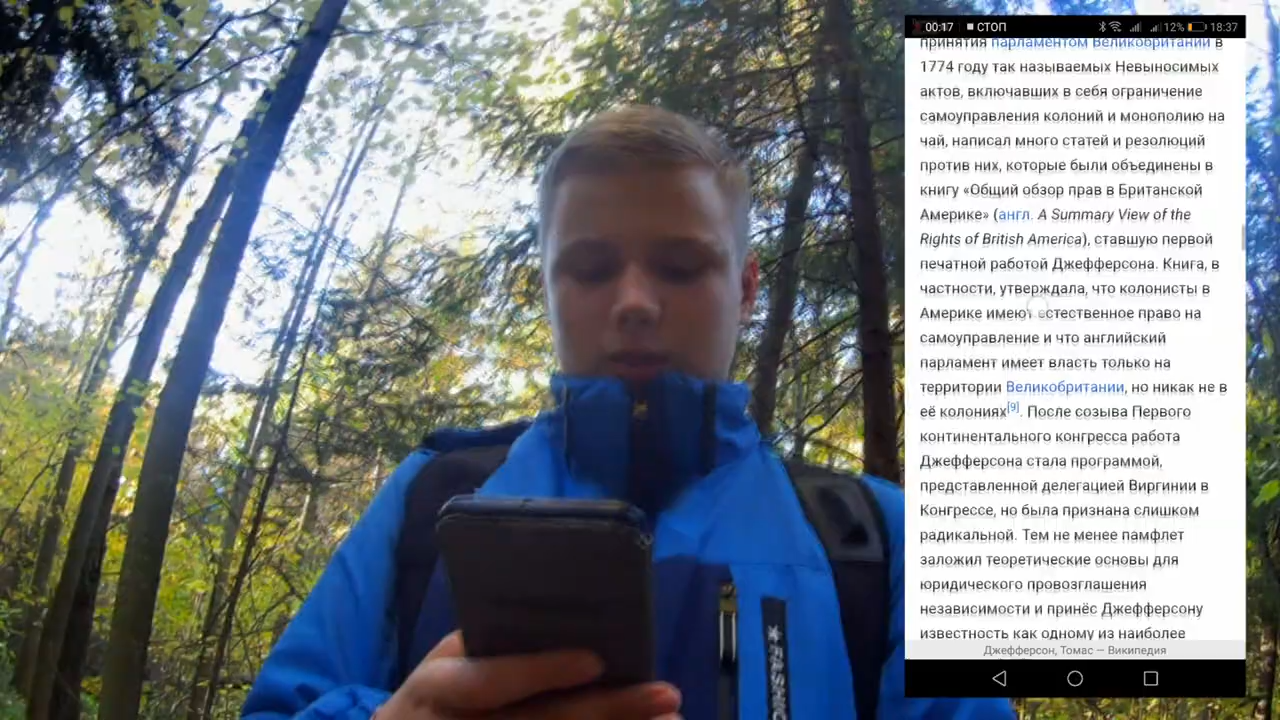 00:17 СТОП 12% 18:37
принятия парламентом Великобритании в
1774 году так называемых Невыносимых
актов, включавших в себя ограничение
самоуправления колоний и монополию на
чай, написал много статей и резолюций
против них, которые были объединены в
книгу «Общий обзор прав в Британской
Америке» (англ. A Summary View of the
Rights of British America), ставшую первой
печатной работой Джефферсона. Книга, в
частности, утверждала, что колонисты в
Америке имеют естественное право на
самоуправление и что английский
парламент имеет власть только на
территории Великобритании, но никак не в
её колониях[9]. После созыва Первого
континентального конгресса работа
Джефферсона стала программой,
представленной делегацией Виргинии в
Конгрессе, но была признана слишком
радикальной. Тем не менее памфлет
заложил теоретические основы для
юридического провозглашения
независимости и принёс Джефферсону
известность как одному из наиболее
Джефферсон, Томас — Википедия